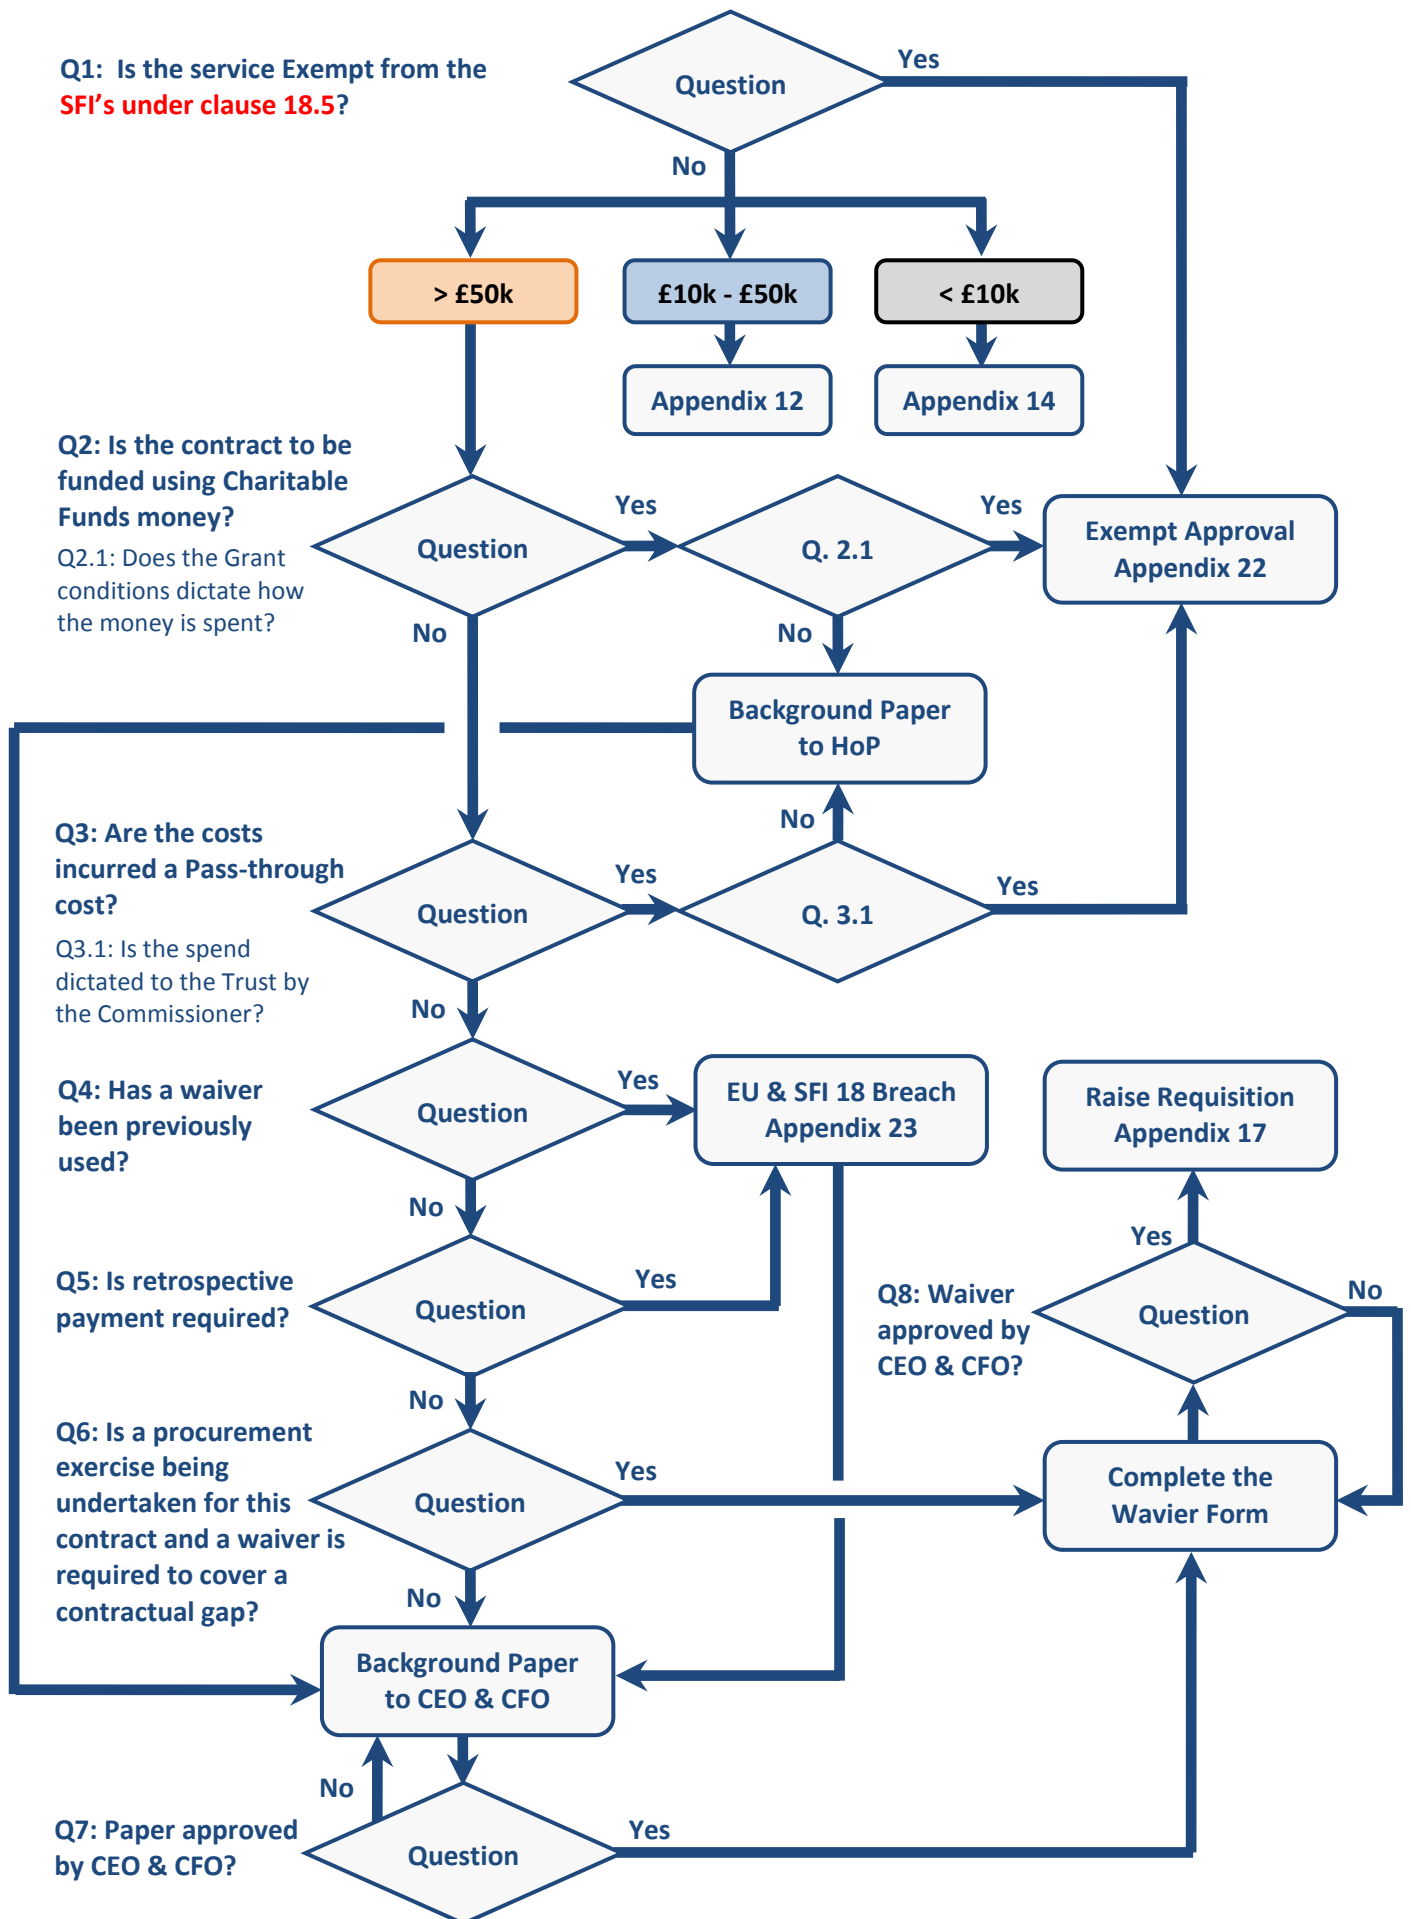 Q1: Is the service Exempt from the
SFI's under clause 18.5?
Question
Yes
No
> £50k
£10k - £50k
< £10k
Appendix 12
Appendix 14
Q2: Is the contract to be
funded using Charitable
Funds money?
Q2.1: Does the Grant
conditions dictate how
the money is spent?
Question
Yes
Q. 2.1
Yes
Exempt Approval
Appendix 22
No
No
Background Paper
to HoP
No
Q3: Are the costs
incurred a Pass-through
cost?
Q3.1: Is the spend
dictated to the Trust by
the Commissioner?
Question
Yes
Q. 3.1
Yes
No
Q4: Has a waiver
been previously
used?
Question
Yes
EU & SFI 18 Breach
Appendix 23
Raise Requisition
Appendix 17
No
Yes
Q5: Is retrospective
payment required?
Question
Yes
Q8: Waiver
approved by
CEO & CFO?
Question
No
No
Q6: Is a procurement
exercise being
undertaken for this
contract and a waiver is
required to cover a
contractual gap?
Question
Yes
Complete the
Wavier Form
No
Background Paper
to CEO & CFO
No
Q7: Paper approved
by CEO & CFO?
Question
Yes